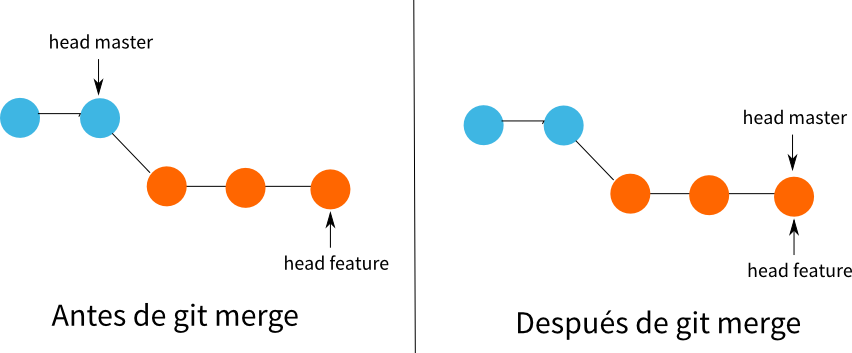 head master
head feature
Antes de git merge
head master
head feature
Después de git merge